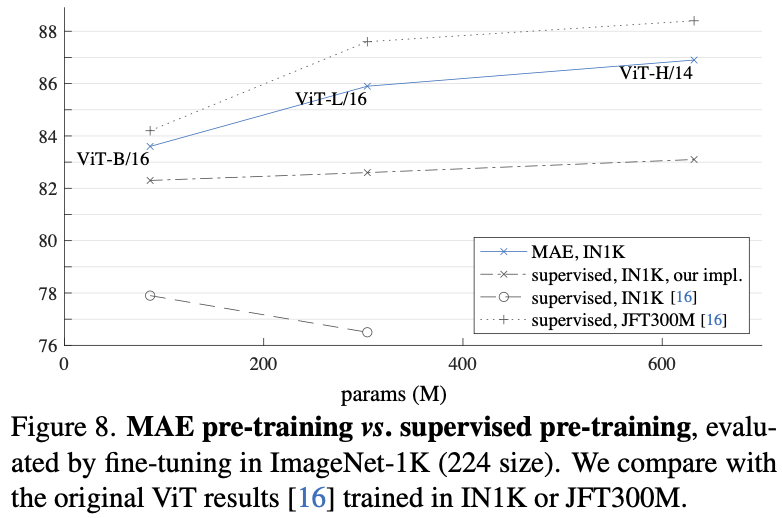 88
86
84
82
80
78
76
0
200
400
600
params (M)
ViT-B/16
ViT-L/16
ViT-H/14
MAE, IN1K
supervised, IN1K, our impl.
supervised, IN1K [16]
supervised, JFT300M [16]
Figure 8. MAE pre-training vs. supervised pre-training, evalu-
ated by fine-tuning in ImageNet-1K (224 size). We compare with
the original ViT results [16] trained in IN1K or JFT300M.